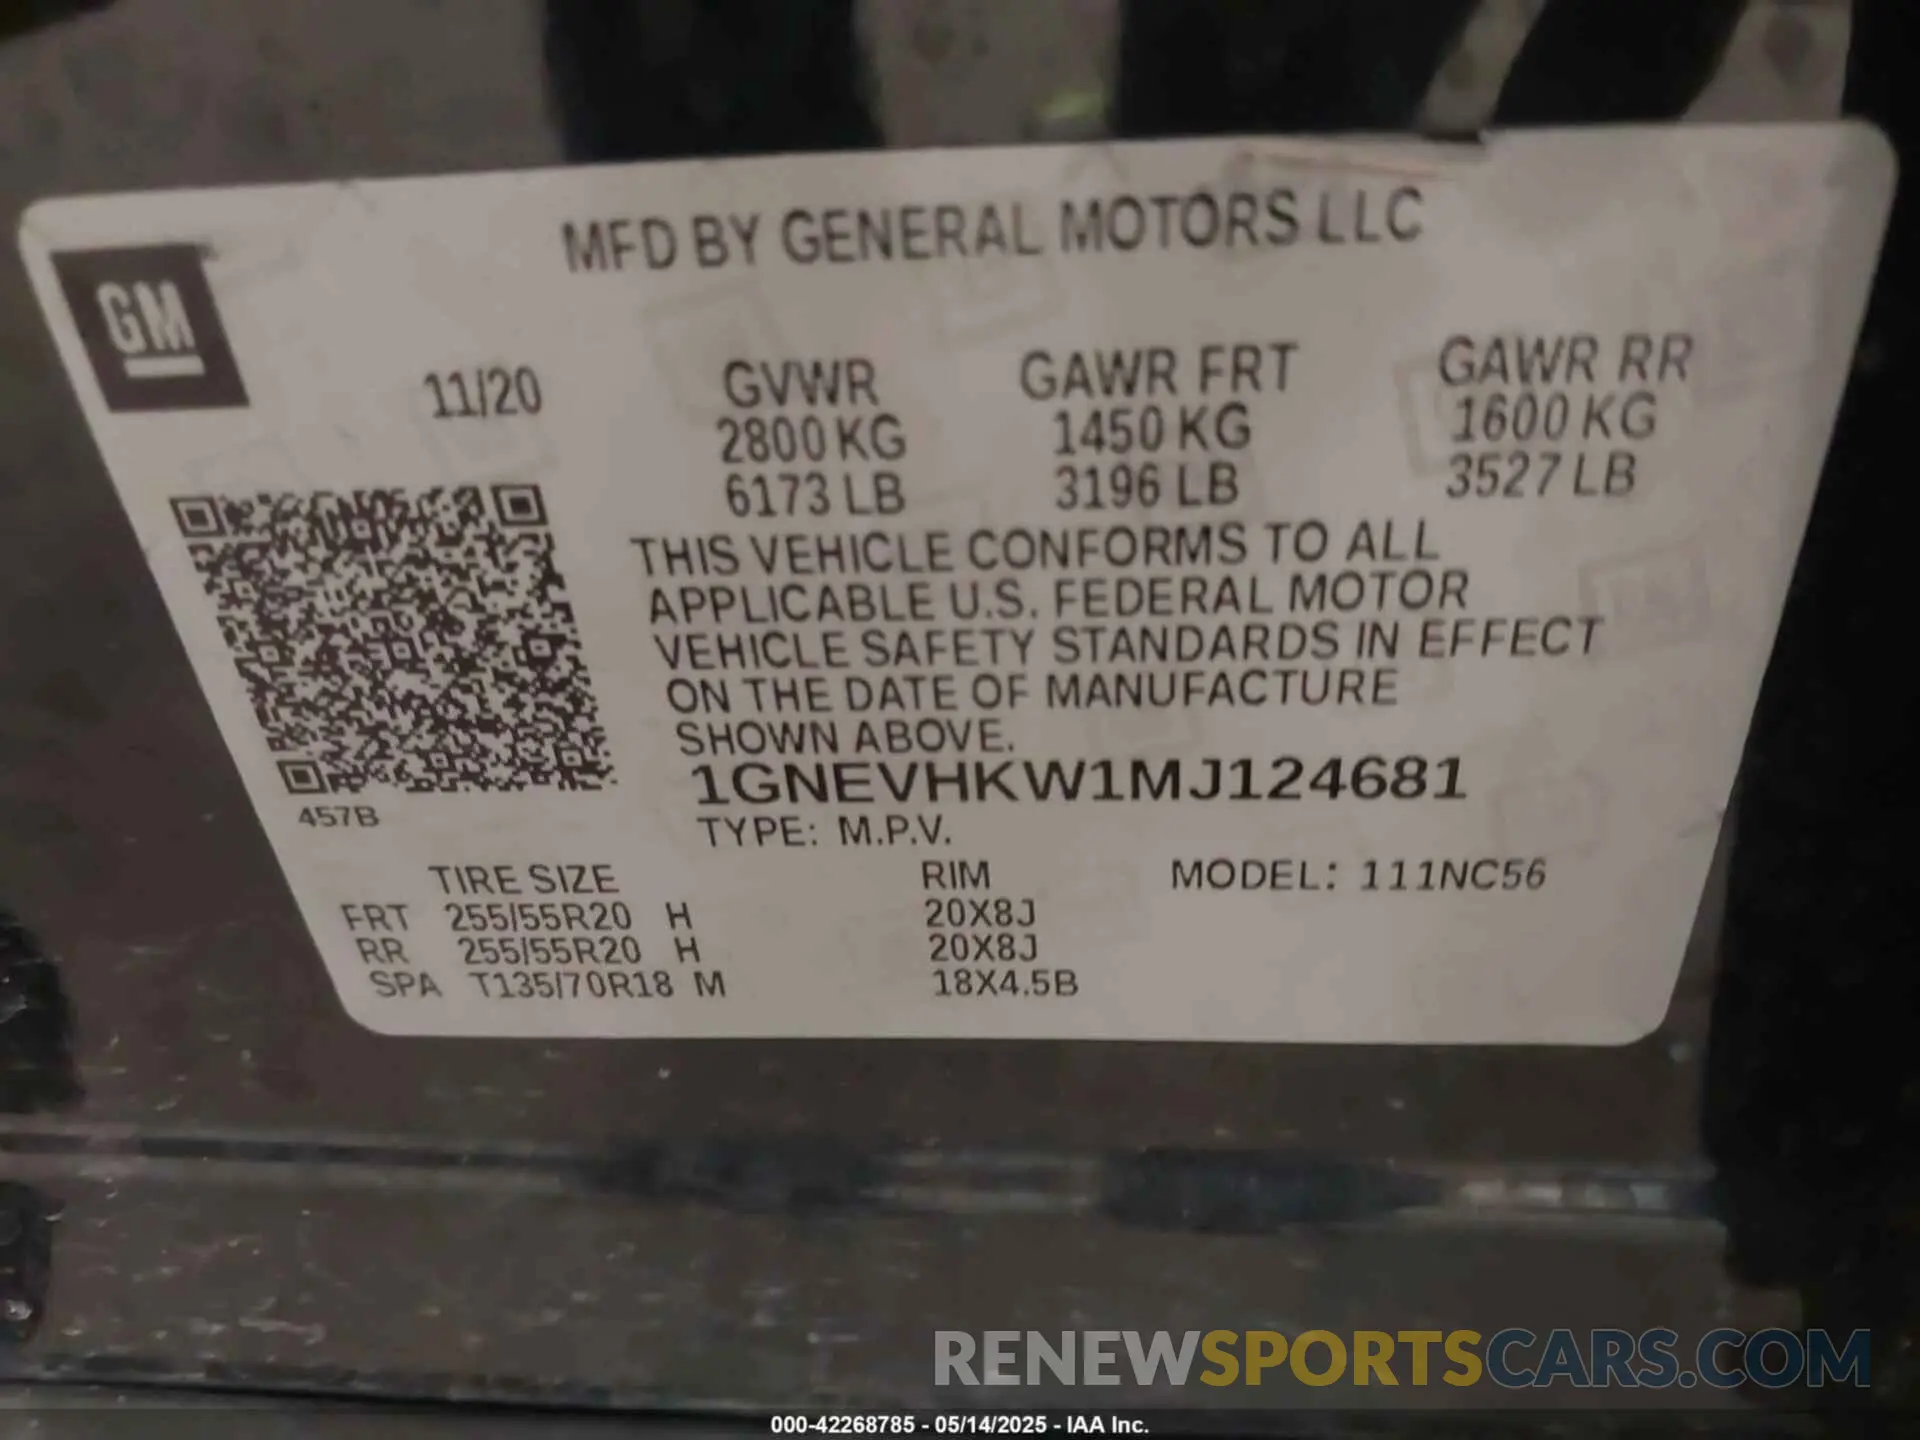 MFD BY GENERAL MOTORS LLC
GM
11/20 GVWR GAWR FRT GAWR RR
2800 KG 1450 KG 1600 KG
6173 LB 3196 LB 3527 LB
THIS VEHICLE CONFORMS TO ALL
APPLICABLE U.S. FEDERAL MOTOR
VEHICLE SAFETY STANDARDS IN EFFECT
ON THE DATE OF MANUFACTURE
SHOWN ABOVE.
1GNEVHKW1MJ124681
457B
TYPE: M.P.V.
TIRE SIZE RIM MODEL: 111NC56
FRT 255/55R20 H 20X8J
RR 255/55R20 H 20X8J
SPA T135/70R18 M 18X4.5B
RENEWSPORTSCARS.COM
000-42268785 - 05/14/2025 - IAA Inc.